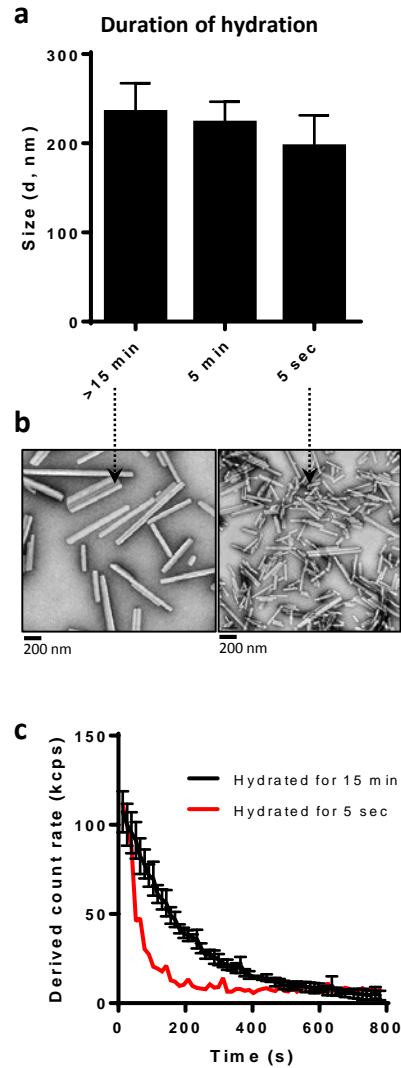 a
Duration of hydration
Size (d, nm)
300
200
100
0
>15 min
5 min
5 sec
b
200 nm
200 nm
c
Derived count rate (kcps)
150
100
50
0
Hydrated for 15 min
Hydrated for 5 sec
0
200
400
600
800
Time (s)